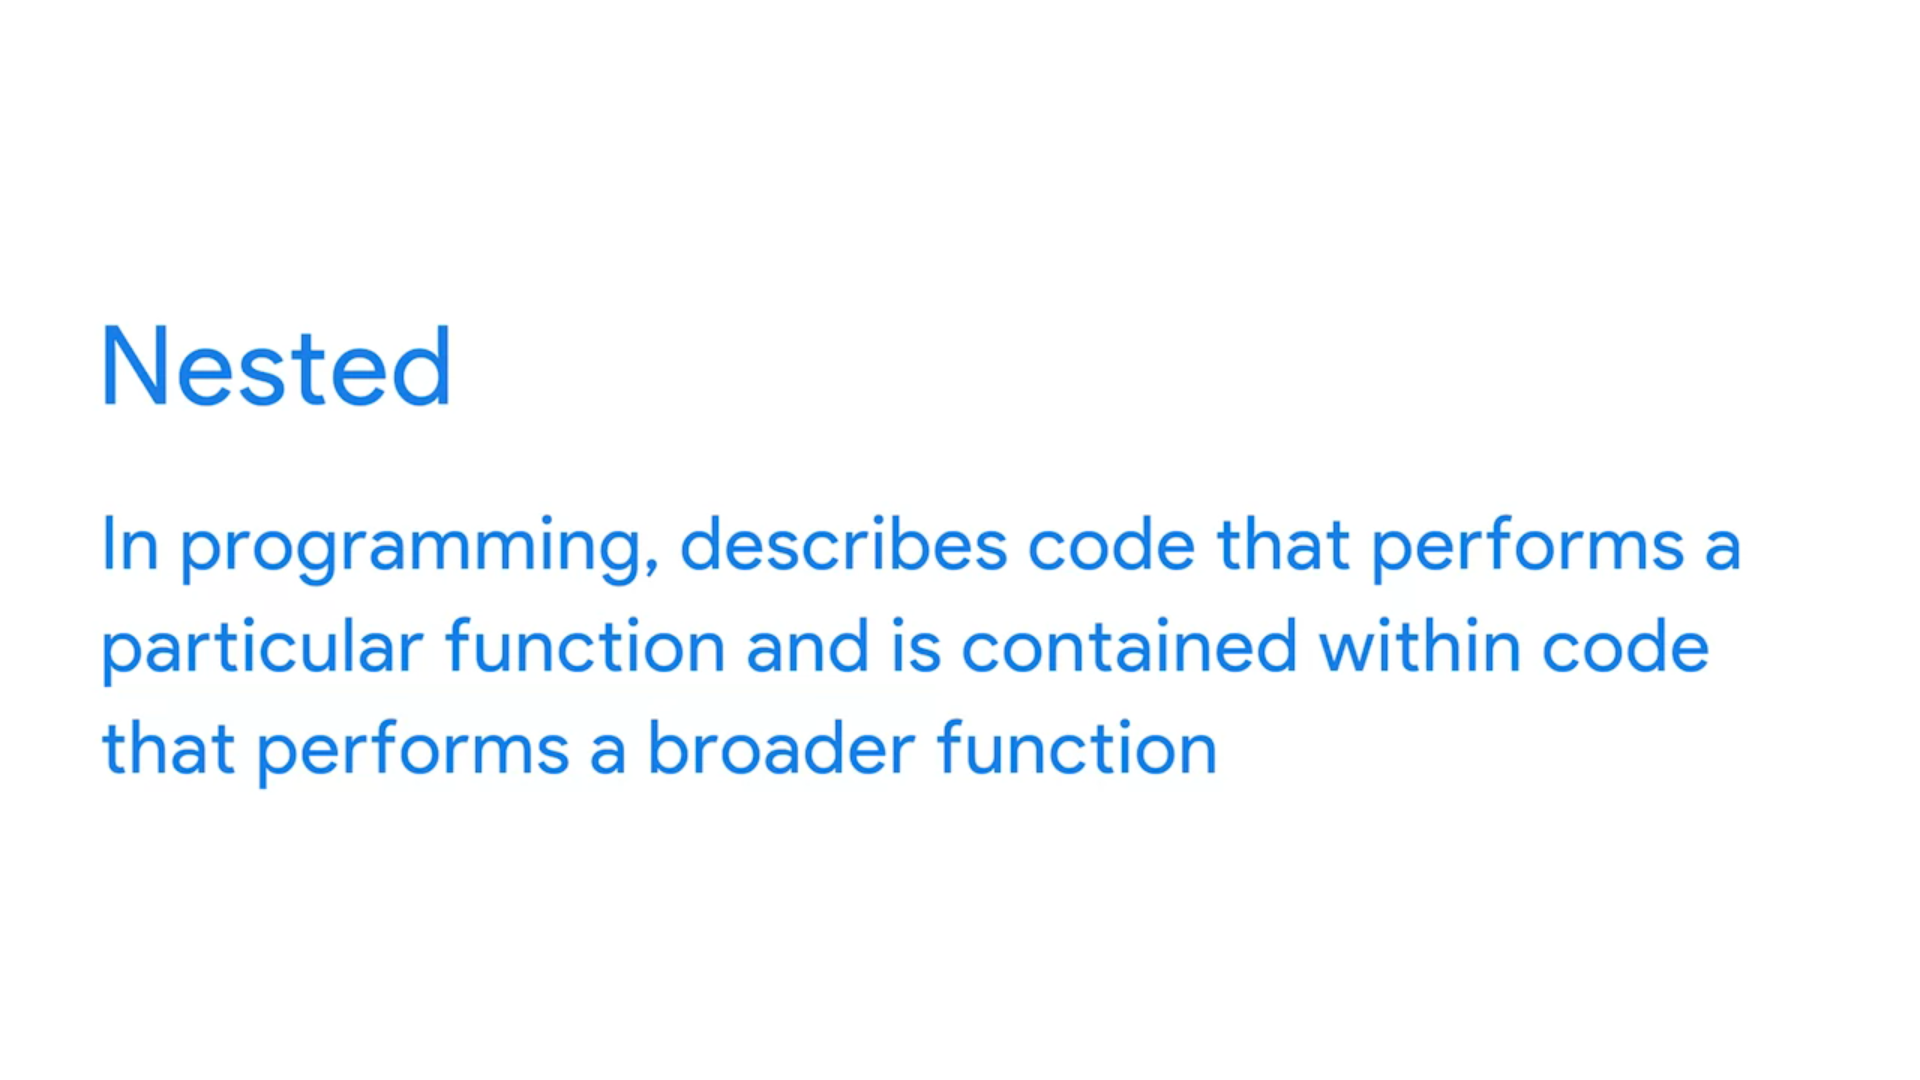 Nested
In programming, describes code that performs a
particular function and is contained within code
that performs a broader function